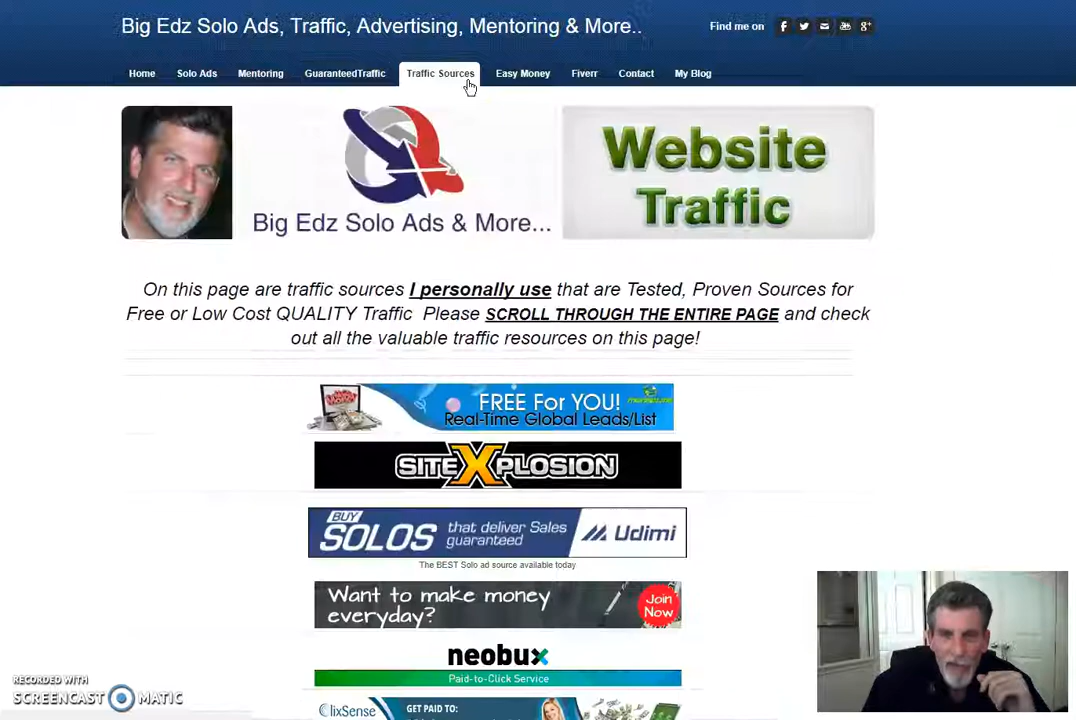 Big Edz Solo Ads, Traffic, Advertising, Mentoring & More..
Find me on
Home Solo Ads Mentoring GuaranteedTraffic Traffic Sources Easy Money Fiverr Contact My Blog
Big Edz Solo Ads & More...
Website
Traffic
On this page are traffic sources I personally use that are Tested, Proven Sources for
Free or Low Cost QUALITY Traffic Please SCROLL THROUGH THE ENTIRE PAGE and check
out all the valuable traffic resources on this page!
FREE For YOU!
Real-Time Global Leads/List
SITEXPLOSION
BUY
SOLOS
that deliver Sales
guaranteed
Udimi
The BEST Solo ad source available today
Want to make money
everyday?
Join
Now
neobux
Paid-to-Click Service
ClixSense
GET PAID TO:
RECORDED WITH
SCREENCAST MATIC